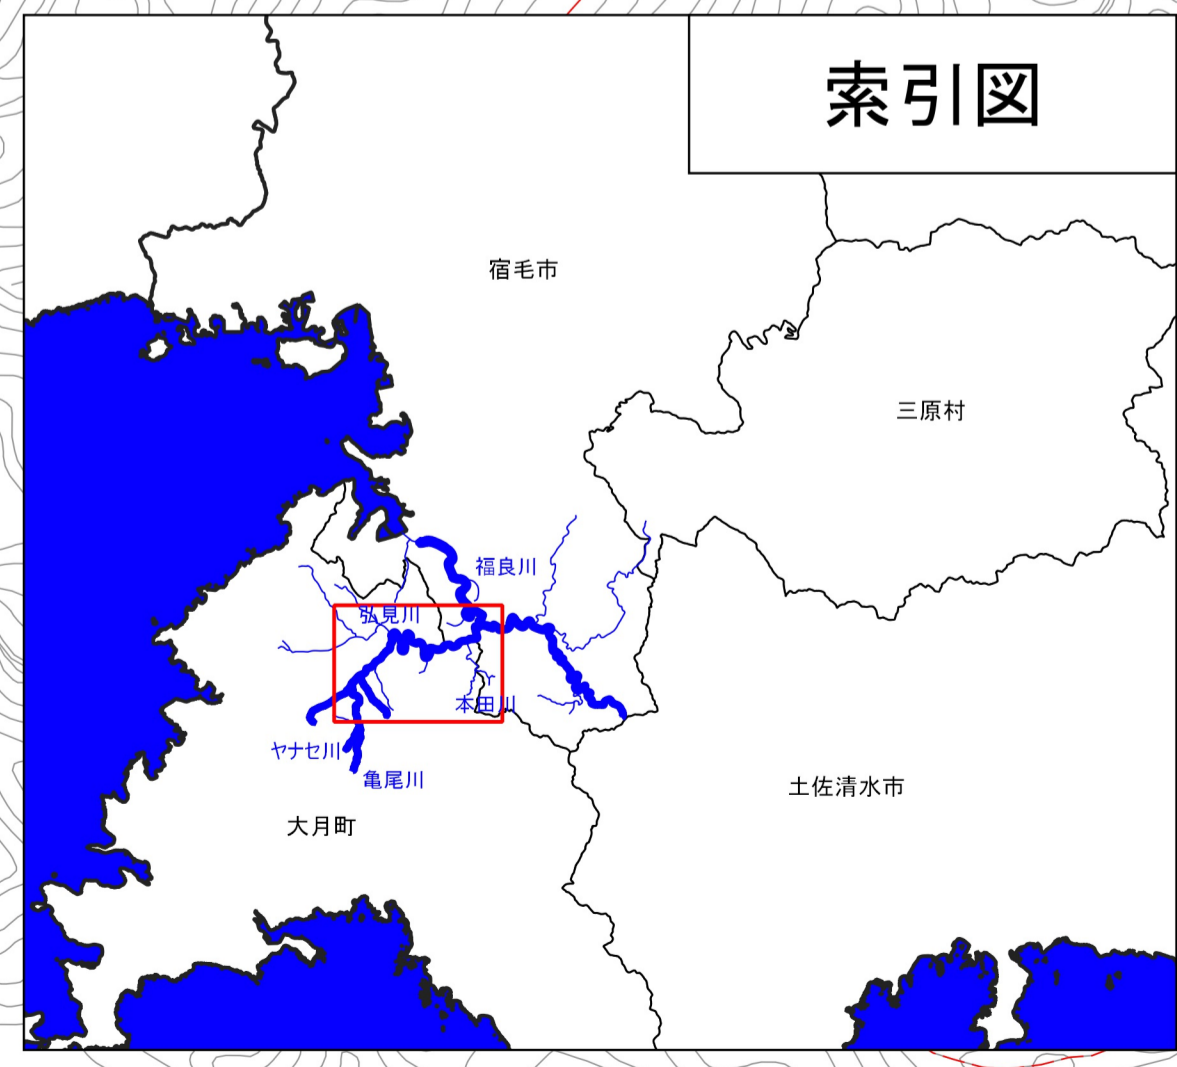 索引図
宿毛市
三原村
福良川
弘見川
本田川
ヤナセ川
亀尾川
土佐清水市
大月町